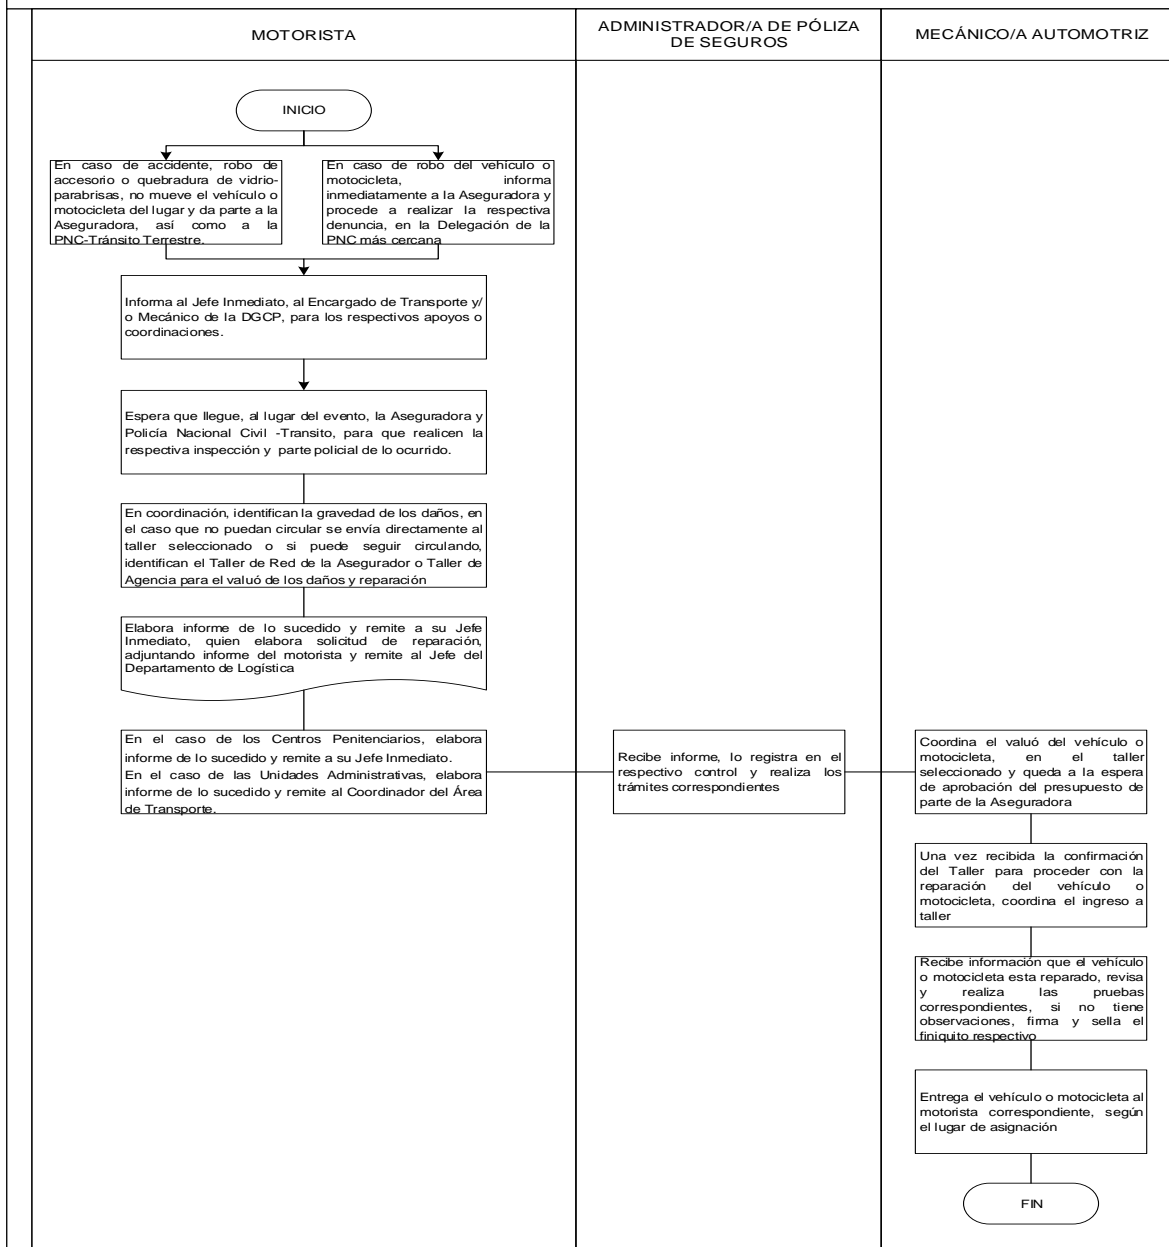 MOTORISTA
ADMINISTRADOR/A DE PÓLIZA
DE SEGUROS
MECÁNICO/A AUTOMOTRIZ
INICIO
En caso de accidente, robo de
accesorio o quebradura de vidrio-
parabrisas, no mueve el vehículo o
motocicleta del lugar y da parte a la
Aseguradora, así como a la
PNC-Tránsito Terrestre.
En caso de robo del vehículo o
motocicleta, informa
inmediatamente a la Aseguradora y
procede a realizar la respectiva
denuncia, en la Delegación de la
PNC más cercana
Informa al Jefe Inmediato, al Encargado de Transporte y/
o Mecánico de la DGCP, para los respectivos apoyos o
coordinaciones.
Espera que llegue, al lugar del evento, la Aseguradora y
Policía Nacional Civil -Transito, para que realicen la
respectiva inspección y parte policial de lo ocurrido.
En coordinación, identifican la gravedad de los daños, en
el caso que no puedan circular se envía directamente al
taller seleccionado o si puede seguir circulando,
identifican el Taller de Red de la Asegurador o Taller de
Agencia para el valuó de los daños y reparación
Elabora informe de lo sucedido y remite a su Jefe
Inmediato, quien elabora solicitud de reparación,
adjuntando informe del motorista y remite al Jefe del
Departamento de Logística
En el caso de los Centros Penitenciarios, elabora
informe de lo sucedido y remite a su Jefe Inmediato.
En el caso de las Unidades Administrativas, elabora
informe de lo sucedido y remite al Coordinador del Área
de Transporte.
Recibe informe, lo registra en el
respectivo control y realiza los
trámites correspondientes
Coordina el valuó del vehículo o
motocicleta, en el taller
seleccionado y queda a la espera
de aprobación del presupuesto de
parte de la Aseguradora
Una vez recibida la confirmación
del Taller para proceder con la
reparación del vehículo o
motocicleta, coordina el ingreso a
taller
Recibe información que el vehículo
o motocicleta esta reparado, revisa
y realiza las pruebas
correspondientes, si no tiene
observaciones, firma y sella el
finiquito respectivo
Entrega el vehículo o motocicleta al
motorista correspondiente, según
el lugar de asignación
FIN